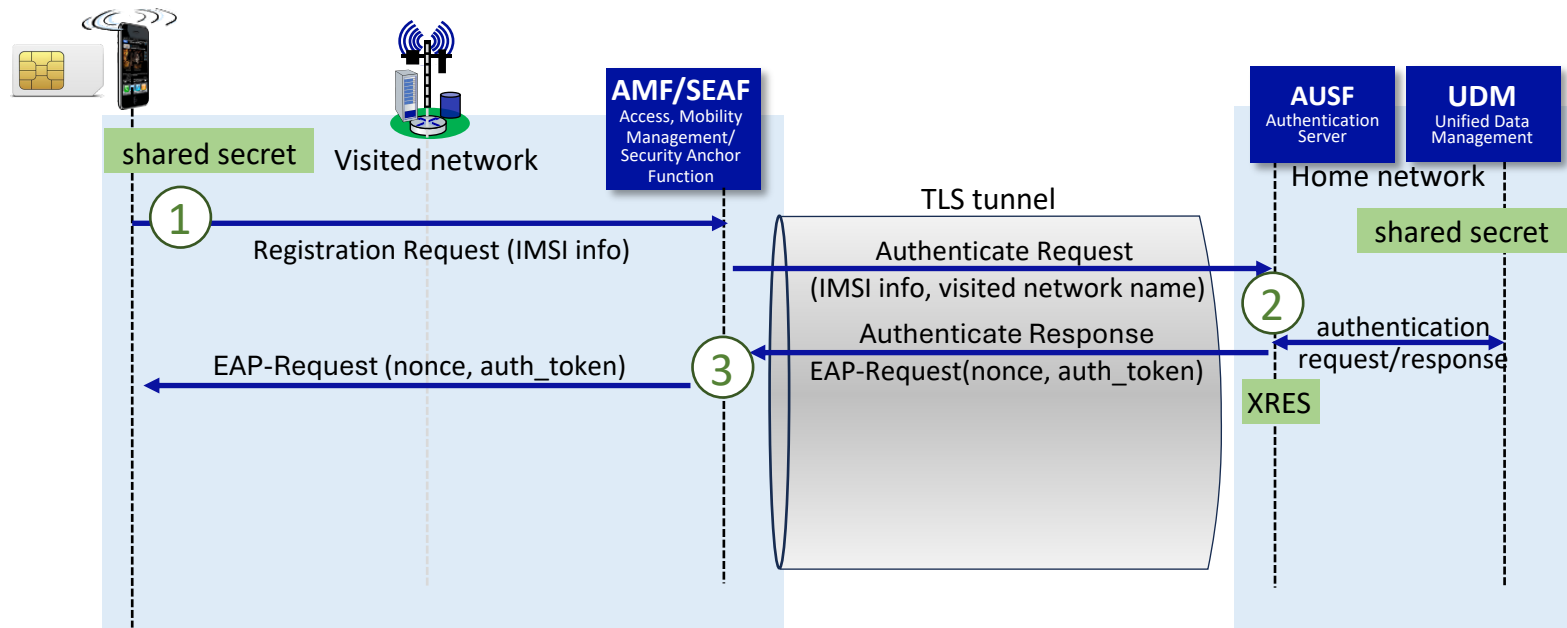 AMF/SEAF
Access, Mobility
Management/
Security Anchor
Function
AUSF
Authentication
Server
UDM
Unified Data
Management
shared secret
Visited network
Home network
TLS tunnel
shared secret
1
Registration Request (IMSI info)
Authenticate Request
(IMSI info, visited network name)
2
authentication
request/response
Authenticate Response
EAP-Request(nonce, auth_token)
3
EAP-Request (nonce, auth_token)
XRES